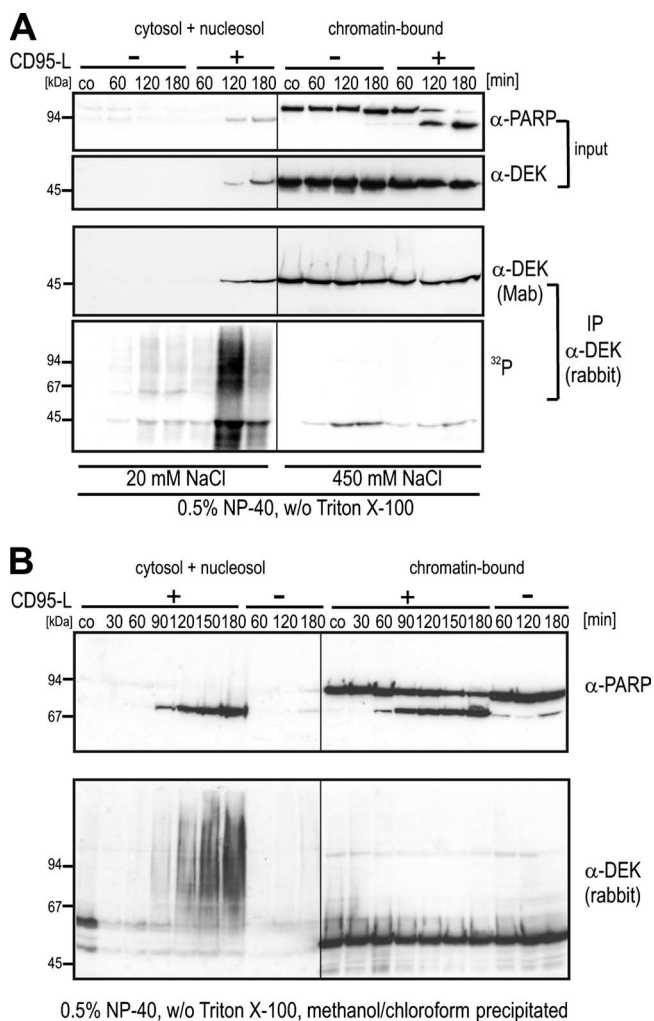 A
cytosol + nucleosol chromatin-bound
CD95-L - + - +
[kDa] co 60 120 180 60 120 180 co 60 120 180 60 120 180 [min]
94 α-PARP
input
45 α-DEK
45 α-DEK
(Mab)
IP
α-DEK
(rabbit)
94 32P
67
45
20 mM NaCl 450 mM NaCl
0.5% NP-40, w/o Triton X-100
B
cytosol + nucleosol chromatin-bound
CD95-L + - + -
[kDa] co 30 60 90 120 150 180 60 120 180 co 30 60 90 120 150 180 60 120 180 [min]
94 α-PARP
67
94 α-DEK
(rabbit)
67
45
0.5% NP-40, w/o Triton X-100, methanol/chloroform precipitated